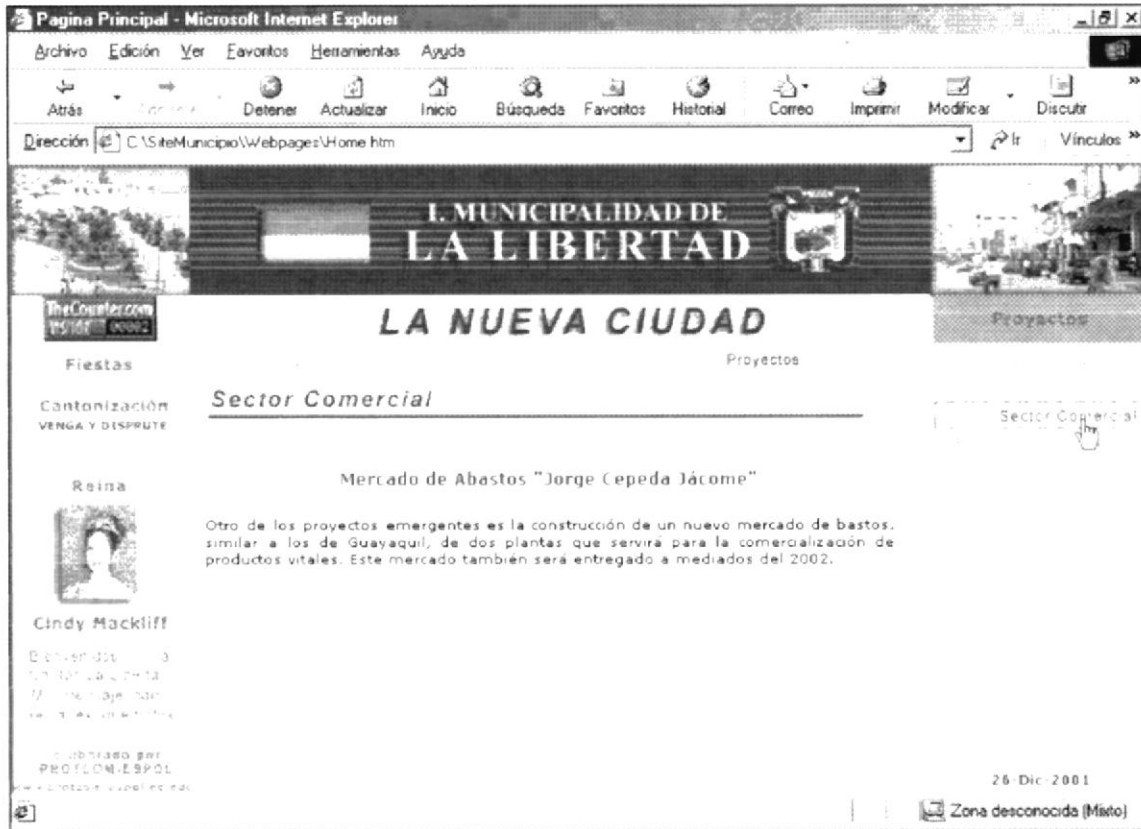 Pagina Principal - Microsoft Internet Explorer
Archivo Edición Ver Favoritos Herramientas Ayuda
Atrás Detener Actualizar Inicio Búsqueda Favoritos Historial Correo Imprimir Modificar Discutir
Dirección C:\SiteMunicipio\Webpages\Home htm Ir Vínculos
I. MUNICIPALIDAD DE
LA LIBERTAD
TheCounter.com
00002
LA NUEVA CIUDAD
Proyectos
Fiestas
Proyectos
Cantonización
VENGA Y DISFRUTE
Sector Comercial
Sector Comercial
Reina
Mercado de Abastos "Jorge Cepeda Jácome"
Otro de los proyectos emergentes es la construcción de un nuevo mercado de bastos,
similar a los de Guayaquil, de dos plantas que servirá para la comercialización de
productos vitales. Este mercado también será entregado a mediados del 2002.
Cindy Mackliff
PROTCOM-ESPOL
26-Dic-2001
Zona desconocida (Mixto)